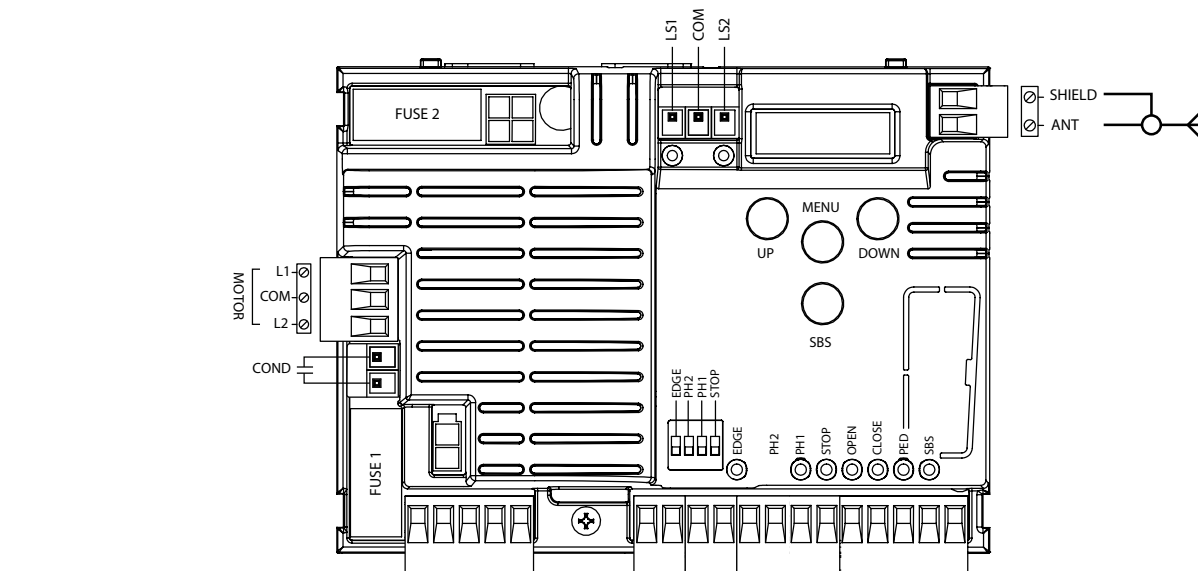 LS1
COM
LS2
FUSE 2
SHIELD
ANT
MENU
UP
DOWN
SBS
MOTOR
L1
COM
L2
COND
EDGE
PH2
PH1
STOP
EDGE
PH2
PH1
STOP
OPEN
CLOSE
PED
SBS
FUSE 1